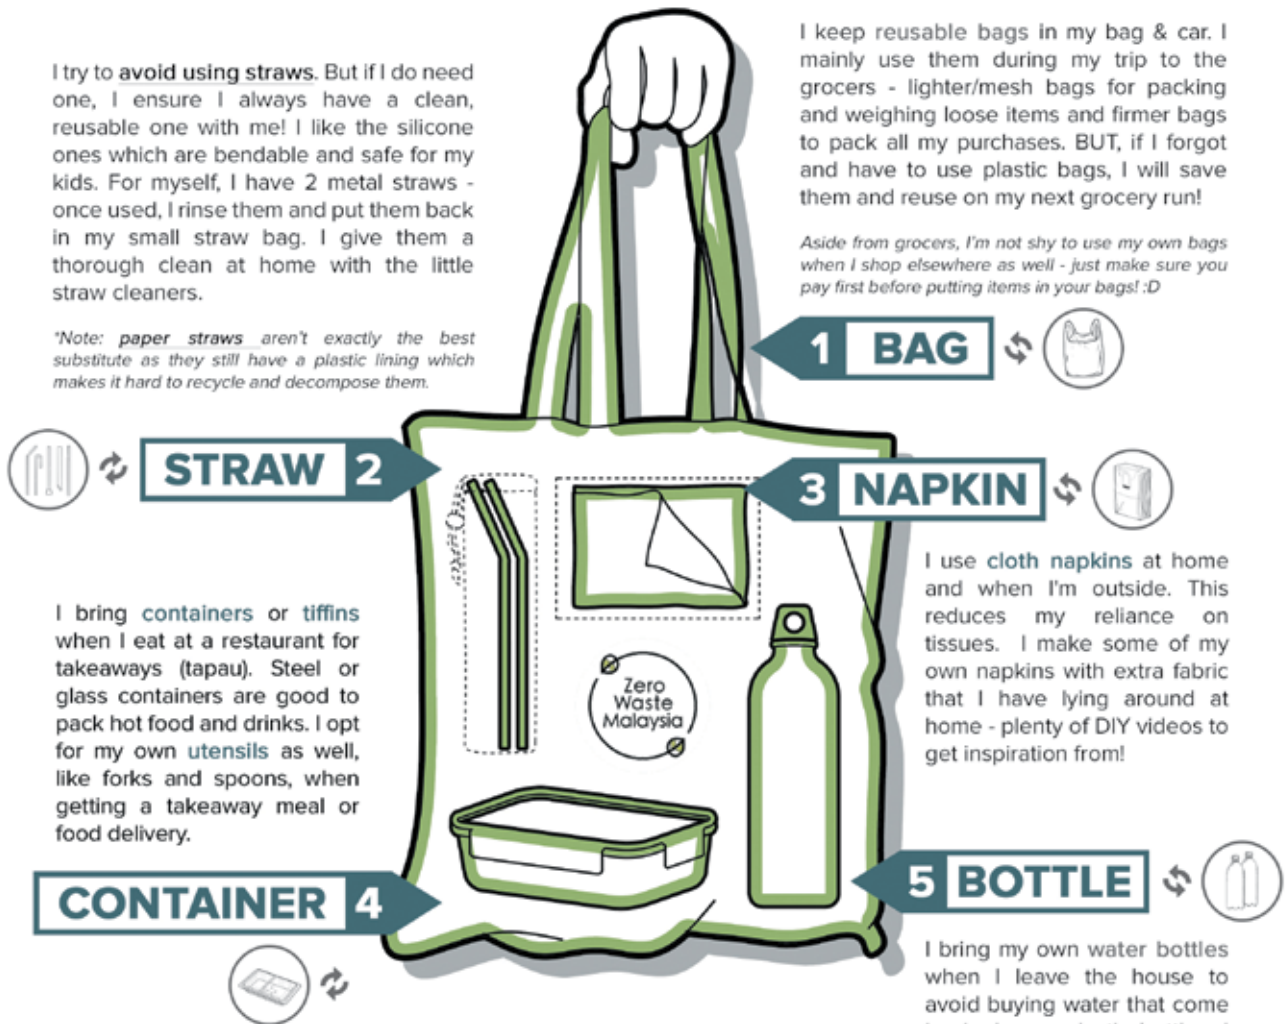 I try to avoid using straws. But if I do need
one, I ensure I always have a clean,
reusable one with me! I like the silicone
ones which are bendable and safe for my
kids. For myself, I have 2 metal straws -
once used, I rinse them and put them back
in my small straw bag. I give them a
thorough clean at home with the little
straw cleaners.
*Note: paper straws aren't exactly the best
substitute as they still have a plastic lining which
makes it hard to recycle and decompose them.
I keep reusable bags in my bag & car. I
mainly use them during my trip to the
grocers - lighter/mesh bags for packing
and weighing loose items and firmer bags
to pack all my purchases. BUT, if I forgot
and have to use plastic bags, I will save
them and reuse on my next grocery run!
Aside from grocers, I'm not shy to use my own bags
when I shop elsewhere as well - just make sure you
pay first before putting items in your bags! :D
1 BAG
STRAW 2
3 NAPKIN
I use cloth napkins at home
and when I'm outside. This
reduces my reliance on
tissues. I make some of my
own napkins with extra fabric
that I have lying around at
home - plenty of DIY videos to
get inspiration from!
I bring containers or tiffins
when I eat at a restaurant for
takeaways (tapau). Steel or
glass containers are good to
pack hot food and drinks. I opt
for my own utensils as well,
like forks and spoons, when
getting a takeaway meal or
food delivery.
Zero
Waste
Malaysia
CONTAINER 4
5 BOTTLE
I bring my own water bottles
when I leave the house to
avoid buying water that come